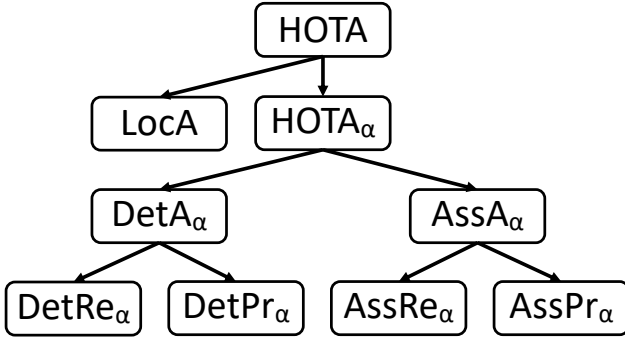 HOTA
LocA
HOTAα
DetAα
AssAα
DetReα
DetPrα
AssReα
AssPrα